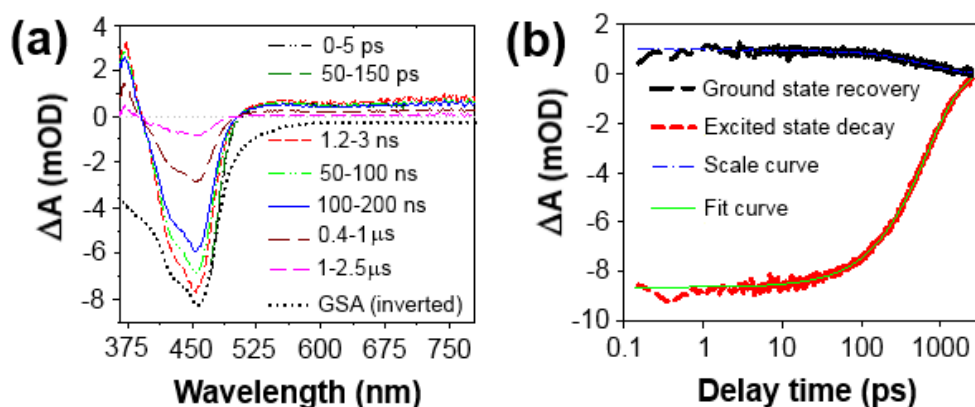 (a)
ΔA (mOD)
4
2
0
-2
-4
-6
-8
0-5 ps
50-150 ps
1.2-3 ns
50-100 ns
100-200 ns
0.4-1 μs
1-2.5μs
GSA (inverted)
375 450 525 600 675 750
Wavelength (nm)
(b)
ΔA (mOD)
2
0
-2
-4
-6
-8
-10
Ground state recovery
Excited state decay
Scale curve
Fit curve
0.1 1 10 100 1000
Delay time (ps)